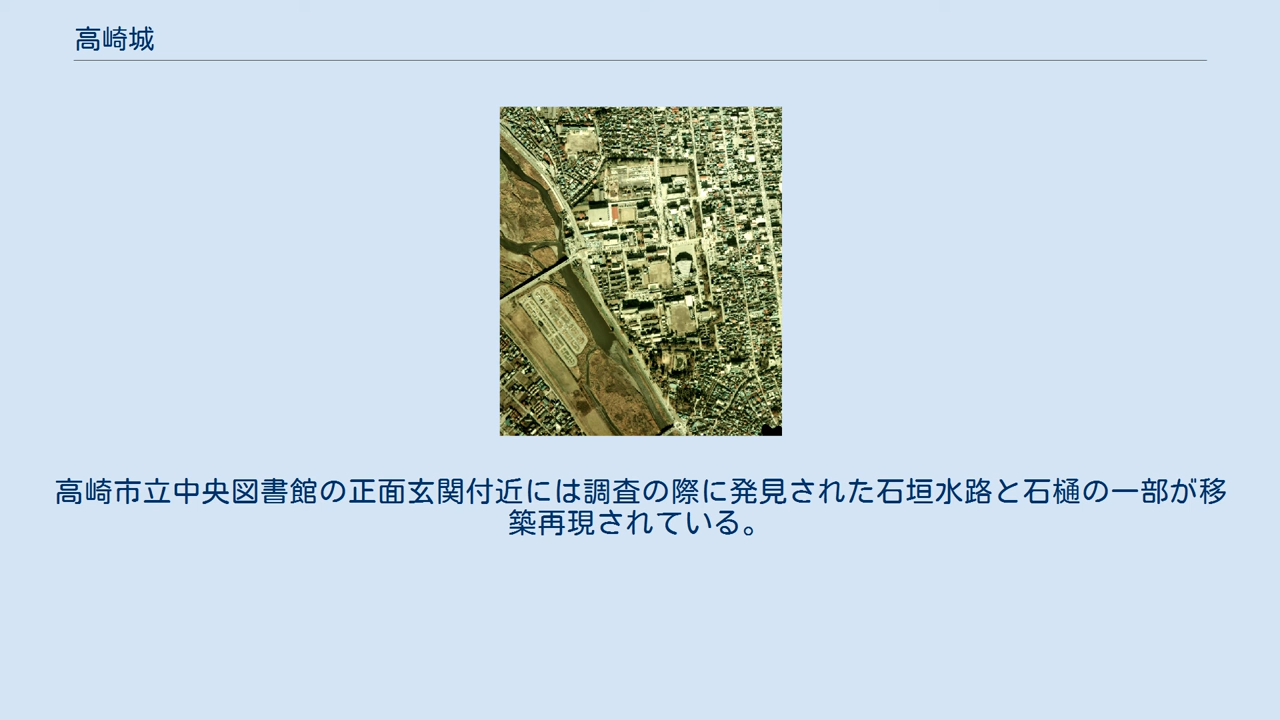 高崎城
高崎市立中央図書館の正面玄関付近には調査の際に発見された石垣水路と石樋の一部が移
築再現されている。